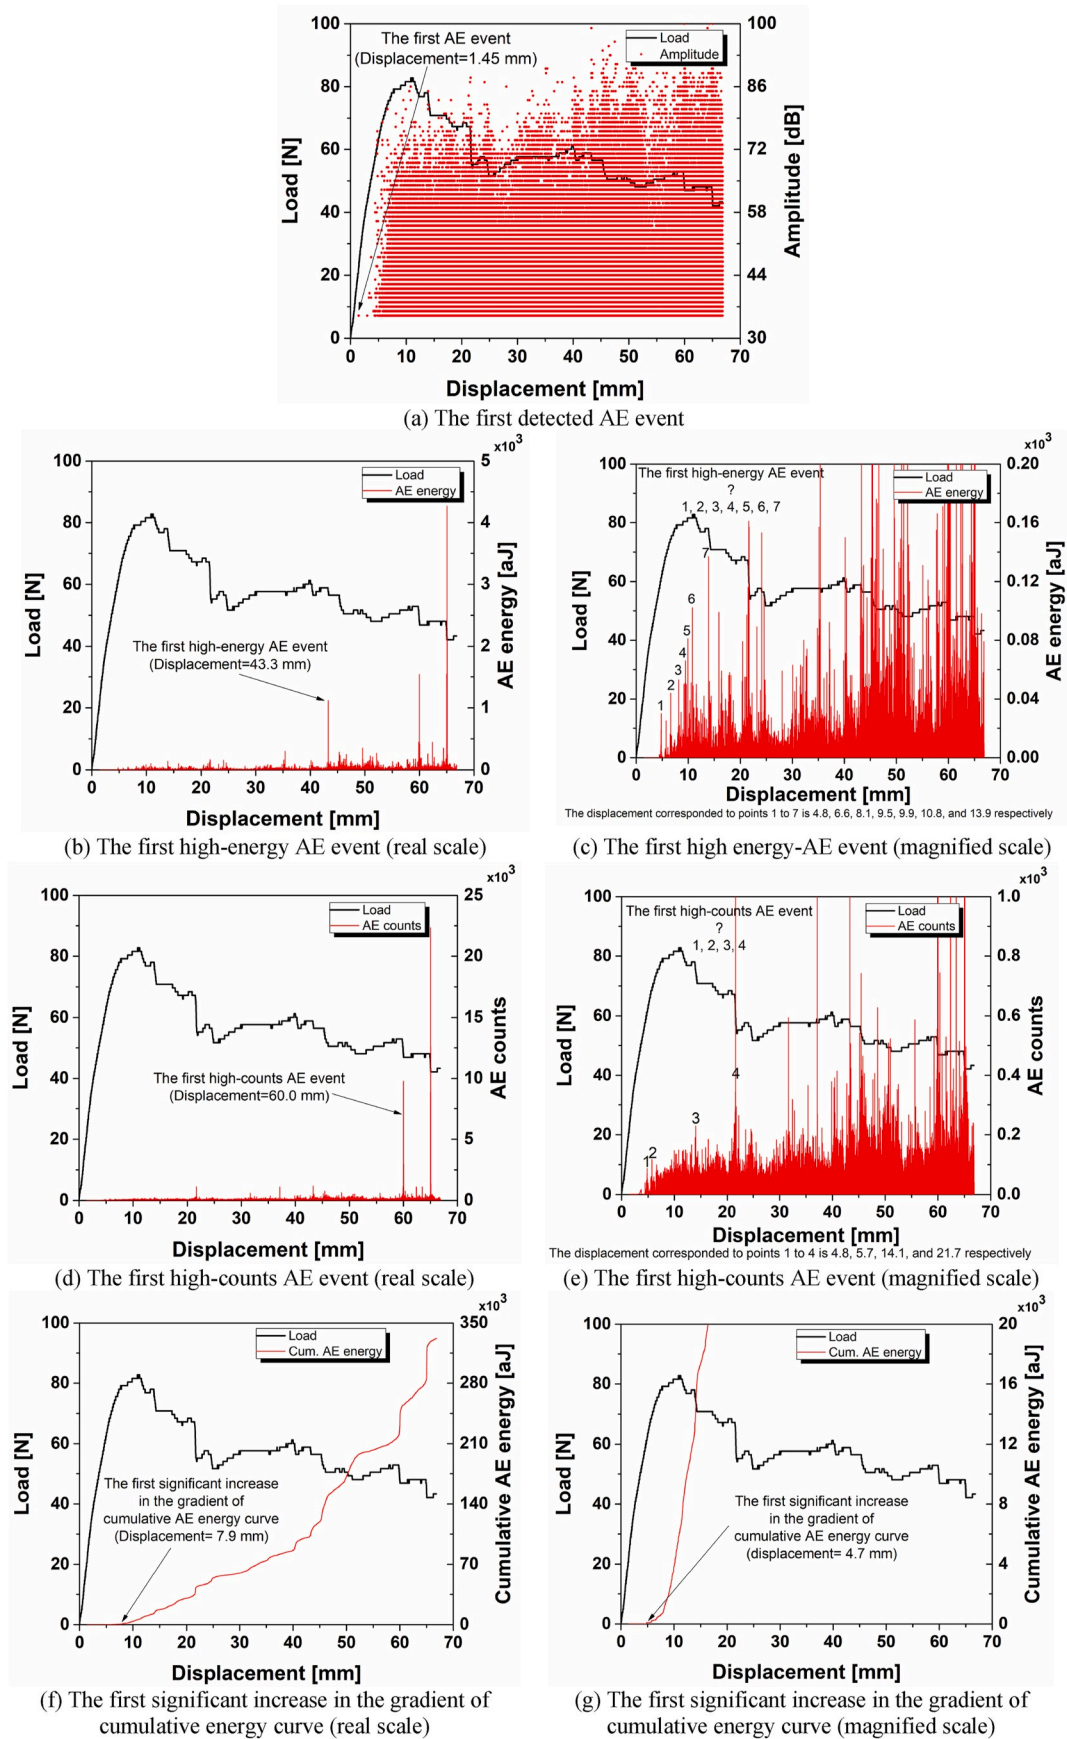 100
80
60
40
20
0
Load [N]
The first AE event
(Displacement=1.45 mm)
Load
Amplitude
100
86
72
58
44
30
Amplitude [dB]
0 10 20 30 40 50 60 70
Displacement [mm]
(a) The first detected AE event
100
80
60
40
20
0
Load [N]
Load
AE energy
The first high-energy AE event
(Displacement=43.3 mm)
x10³
5
4
3
2
1
0
AE energy [aJ]
0 10 20 30 40 50 60 70
Displacement [mm]
(b) The first high-energy AE event (real scale)
100
80
60
40
20
0
Load [N]
The first high-energy AE event
?
1, 2, 3, 4, 5, 6, 7
Load
AE energy
7
6
5
4
3
2
1
x10³
0.20
0.16
0.12
0.08
0.04
0.00
AE energy [aJ]
0 10 20 30 40 50 60 70
Displacement [mm]
The displacement corresponded to points 1 to 7 is 4.8, 6.6, 8.1, 9.5, 9.9, 10.8, and 13.9 respectively
(c) The first high energy-AE event (magnified scale)
100
80
60
40
20
0
Load [N]
Load
AE counts
The first high-counts AE event
(Displacement=60.0 mm)
x10³
25
20
15
10
5
0
AE counts
0 10 20 30 40 50 60 70
Displacement [mm]
(d) The first high-counts AE event (real scale)
100
80
60
40
20
0
Load [N]
The first high-counts AE event
?
1, 2, 3, 4
Load
AE counts
4
3
2
1
x10³
1.0
0.8
0.6
0.4
0.2
0.0
AE counts
0 10 20 30 40 50 60 70
Displacement [mm]
The displacement corresponded to points 1 to 4 is 4.8, 5.7, 14.1, and 21.7 respectively
(e) The first high-counts AE event (magnified scale)
100
80
60
40
20
0
Load [N]
Load
Cum. AE energy
The first significant increase
in the gradient of
cumulative AE energy curve
(Displacement= 7.9 mm)
x10³
350
280
210
140
70
0
Cumulative AE energy [aJ]
0 10 20 30 40 50 60 70
Displacement [mm]
(f) The first significant increase in the gradient of
cumulative energy curve (real scale)
100
80
60
40
20
0
Load [N]
Load
Cum. AE energy
The first significant increase
in the gradient of
cumulative AE energy curve
(displacement= 4.7 mm)
x10³
20
16
12
8
4
0
Cumulative AE energy [aJ]
0 10 20 30 40 50 60 70
Displacement [mm]
(g) The first significant increase in the gradient of
cumulative energy curve (magnified scale)